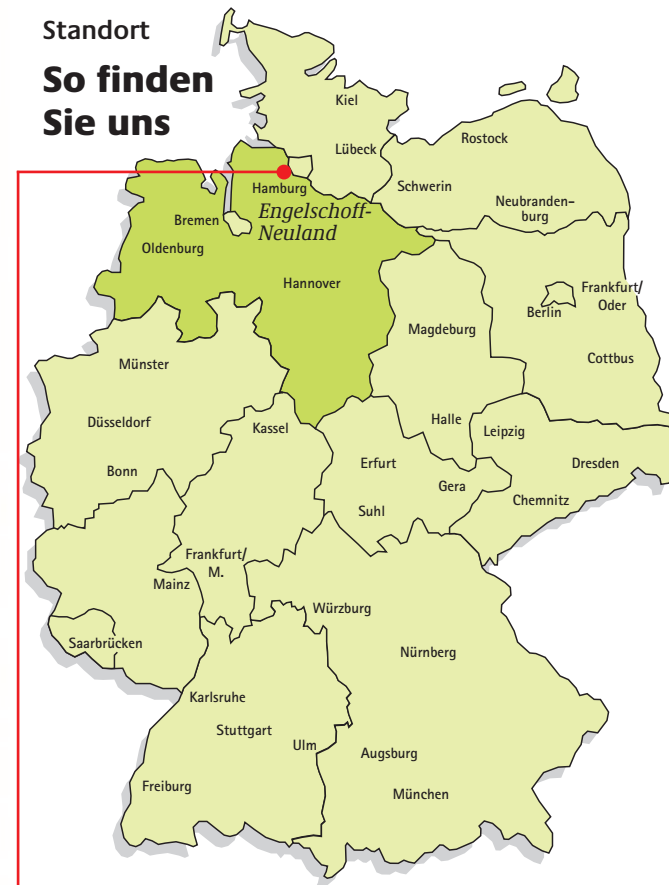 Standort
So finden
Sie uns
Kiel
Lübeck
Rostock
Schwerin
Neubranden-
burg
Hamburg
Engelschoff-
Neuland
Bremen
Oldenburg
Hannover
Frankfurt/
Oder
Berlin
Magdeburg
Cottbus
Münster
Düsseldorf
Kassel
Halle
Leipzig
Bonn
Erfurt
Gera
Dresden
Chemnitz
Suhl
Frankfurt/
M.
Mainz
Würzburg
Saarbrücken
Nürnberg
Karlsruhe
Stuttgart
Ulm
Augsburg
Freiburg
München